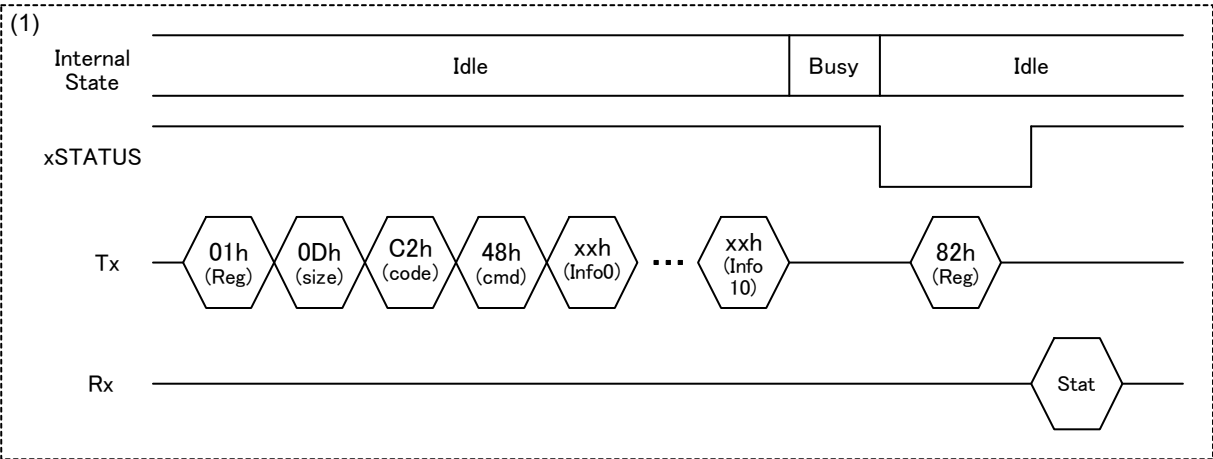 (1)
Internal
State
Idle
Busy
Idle
xSTATUS
Tx
01h
(Reg)
0Dh
(size)
C2h
(code)
48h
(cmd)
xxh
(Info0)
...
xxh
(Info
10)
82h
(Reg)
Rx
Stat